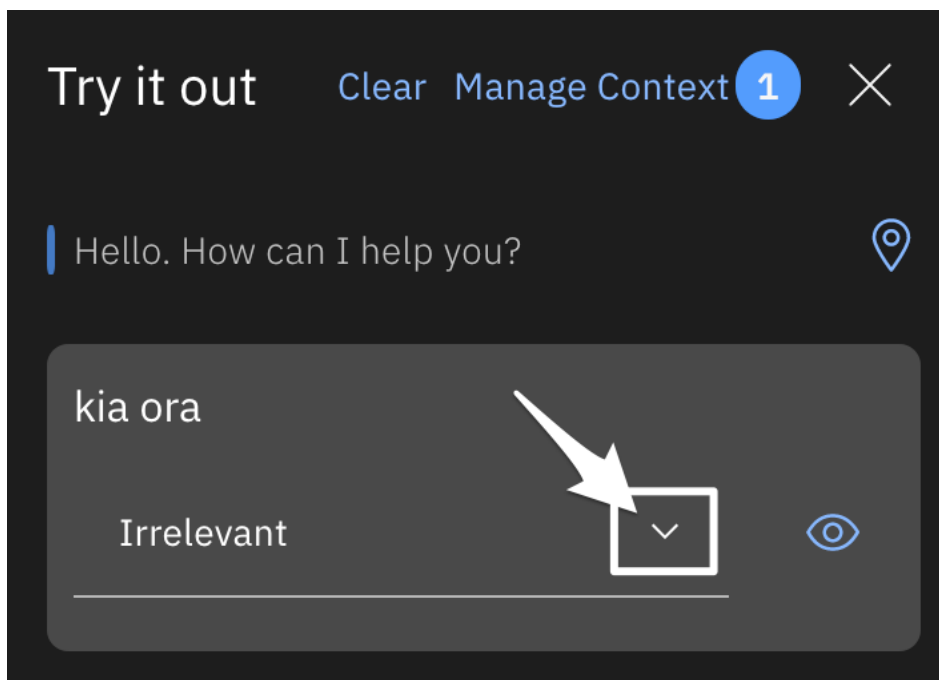 Try it out Clear Manage Context 1
Hello. How can I help you?
kia ora
Irrelevant